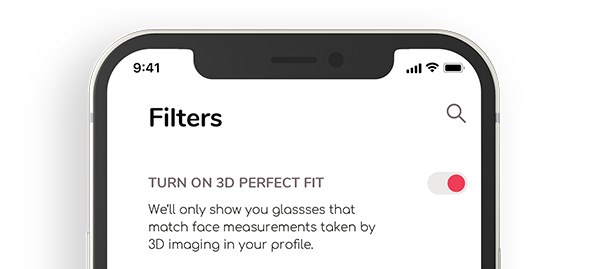 9:41
Filters
TURN ON 3D PERFECT FIT
We'll only show you glassses that
match face measurements taken by
3D imaging in your profile.